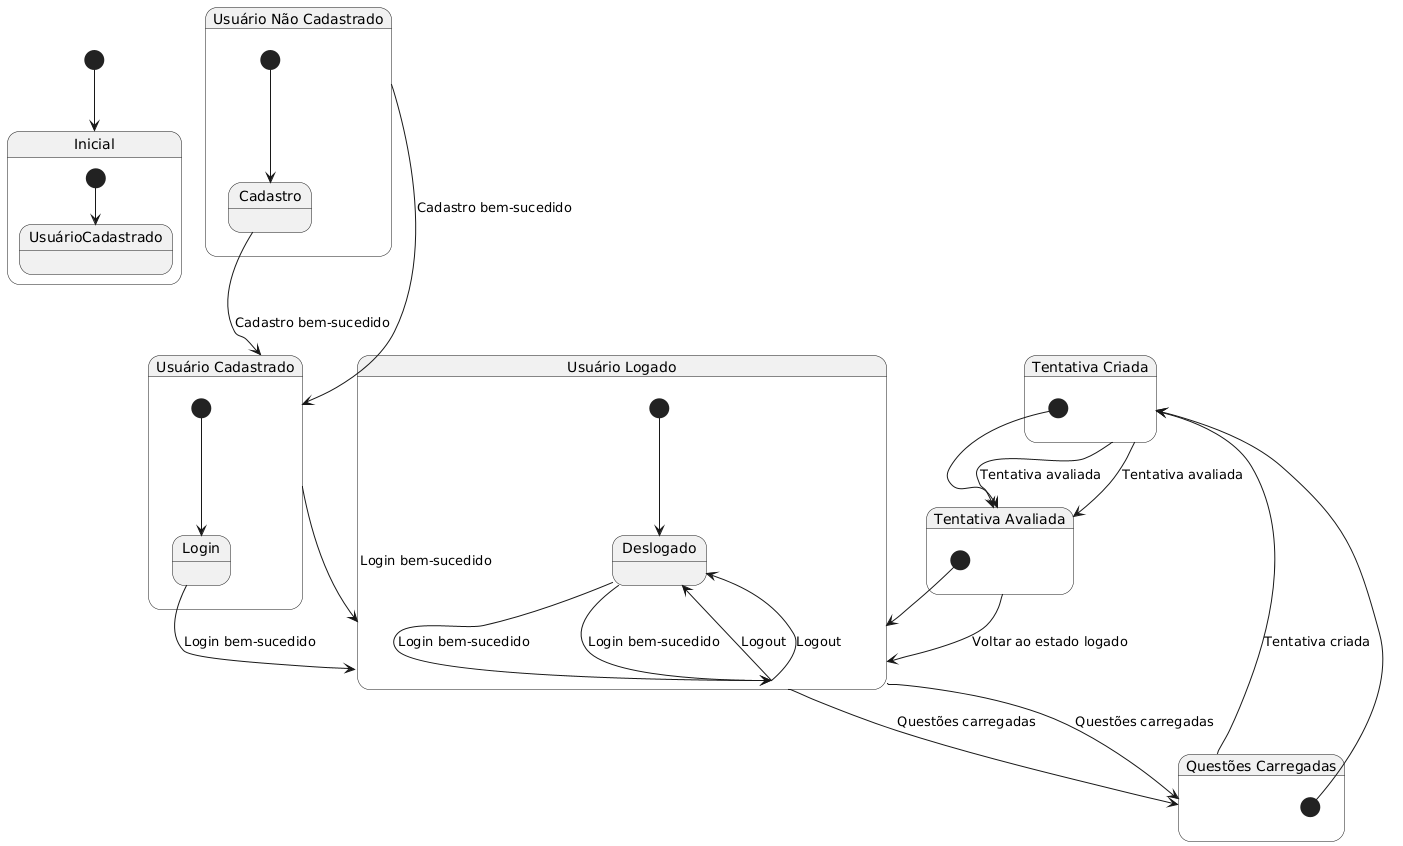 Usuário Não Cadastrado
Inicial
UsuárioCadastrado
Cadastro
Cadastro bem-sucedido
Cadastro bem-sucedido
Usuário Cadastrado
Usuário Logado
Tentativa Criada
Tentativa avaliada
Tentativa avaliada
Tentativa Avaliada
Login
Deslogado
Login bem-sucedido
Login bem-sucedido
Login bem-sucedido
Login bem-sucedido
Logout
Logout
Voltar ao estado logado
Tentativa criada
Questões carregadas
Questões carregadas
Questões Carregadas